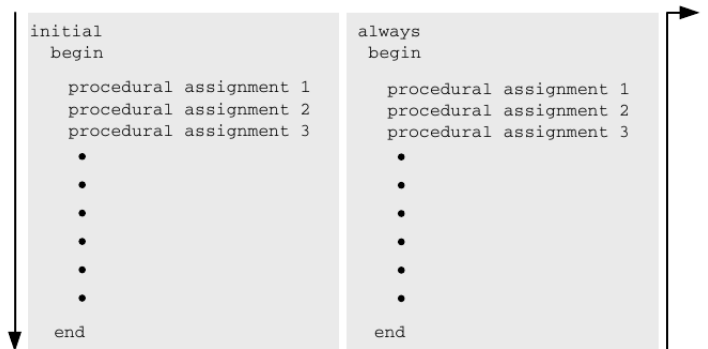 initial
begin
procedural assignment 1
procedural assignment 2
procedural assignment 3
end
always
begin
procedural assignment 1
procedural assignment 2
procedural assignment 3
end